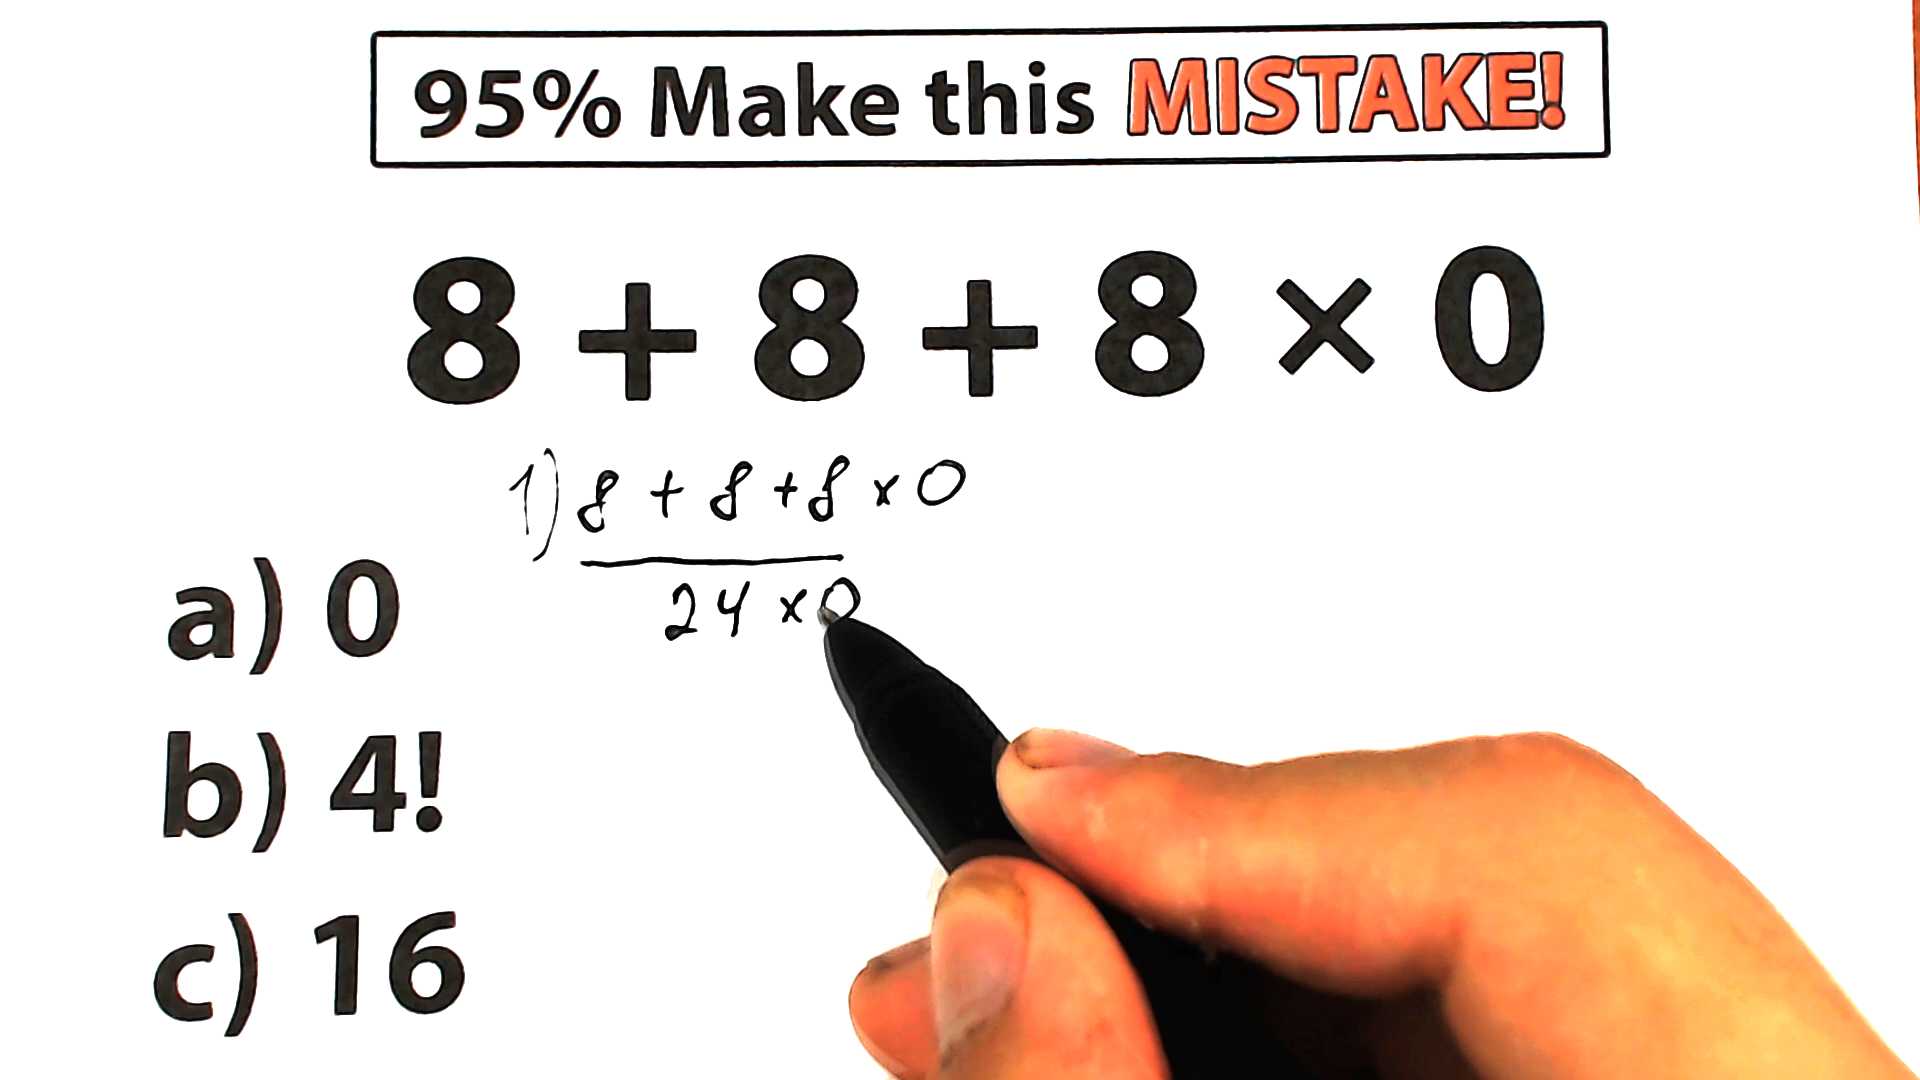 95% Make this MISTAKE!
8 + 8 + 8 × 0
1) 8 + 8 + 8 × 0
24 × 0
a) 0
b) 4!
c) 16